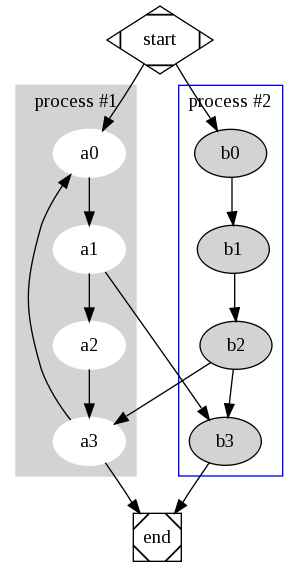 start
process #1
process #2
a0
b0
a1
b1
a2
b2
a3
b3
end